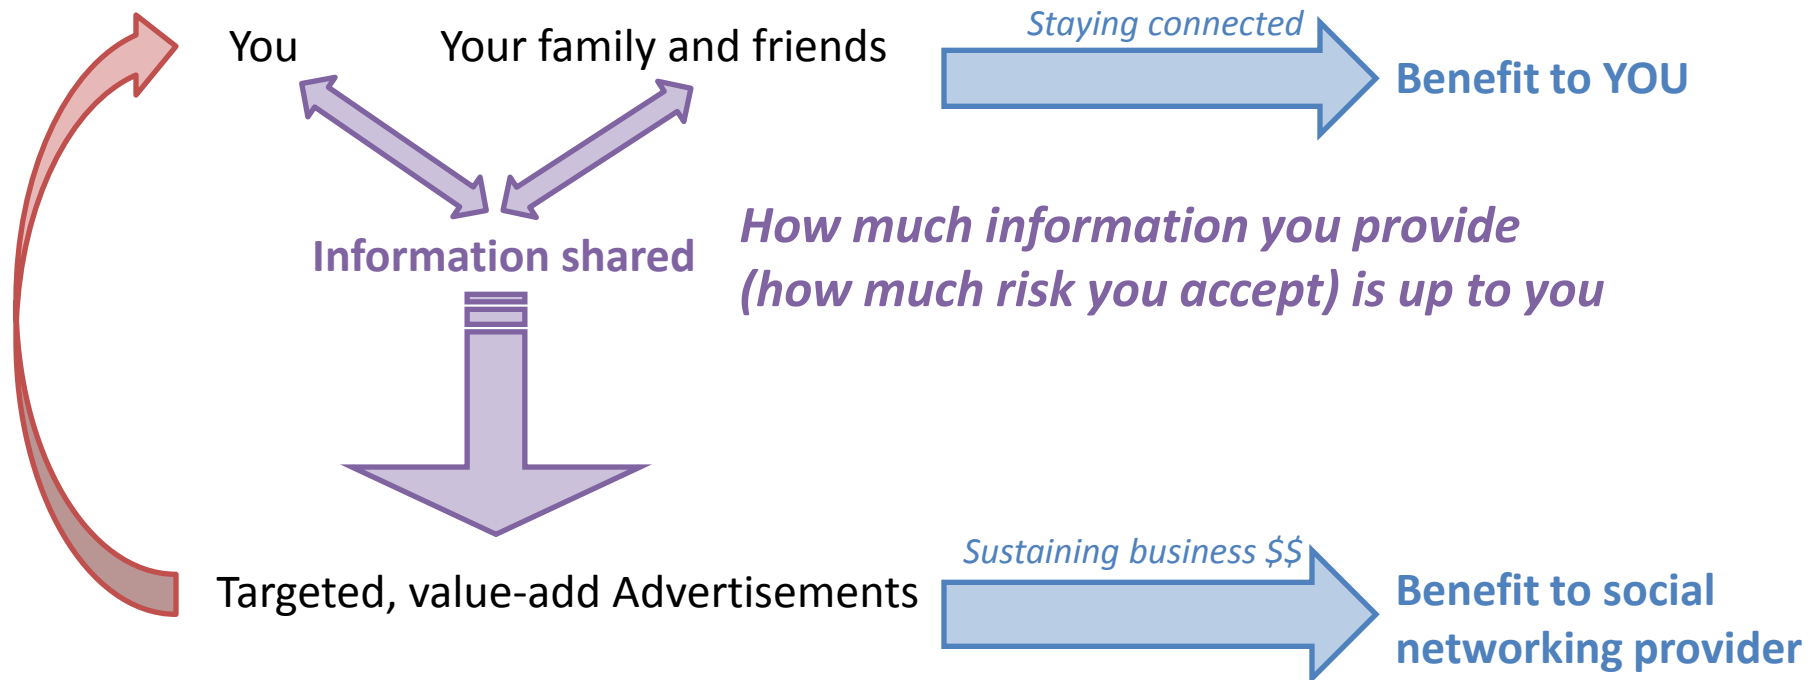 You
Your family and friends
Staying connected
Benefit to YOU
Information shared
How much information you provide
(how much risk you accept) is up to you
Targeted, value-add Advertisements
Sustaining business $$
Benefit to social
networking provider